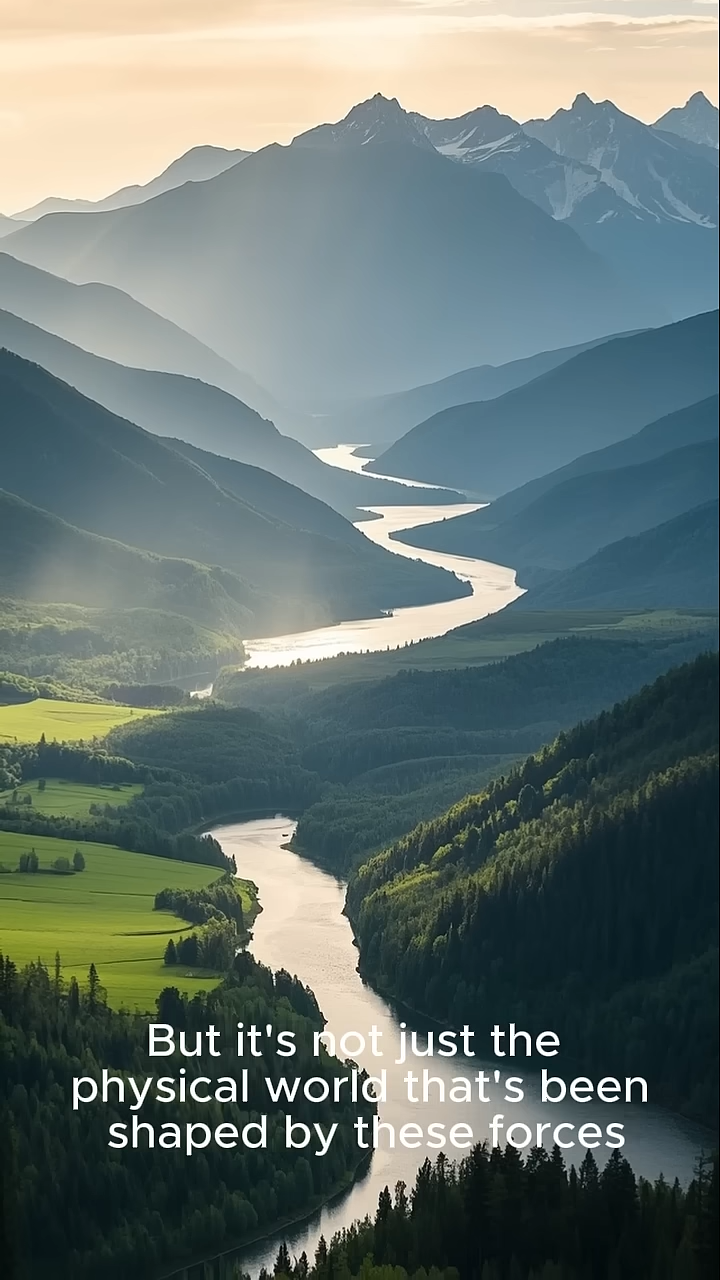 But it's not just the
physical world that's been
shaped by these forces